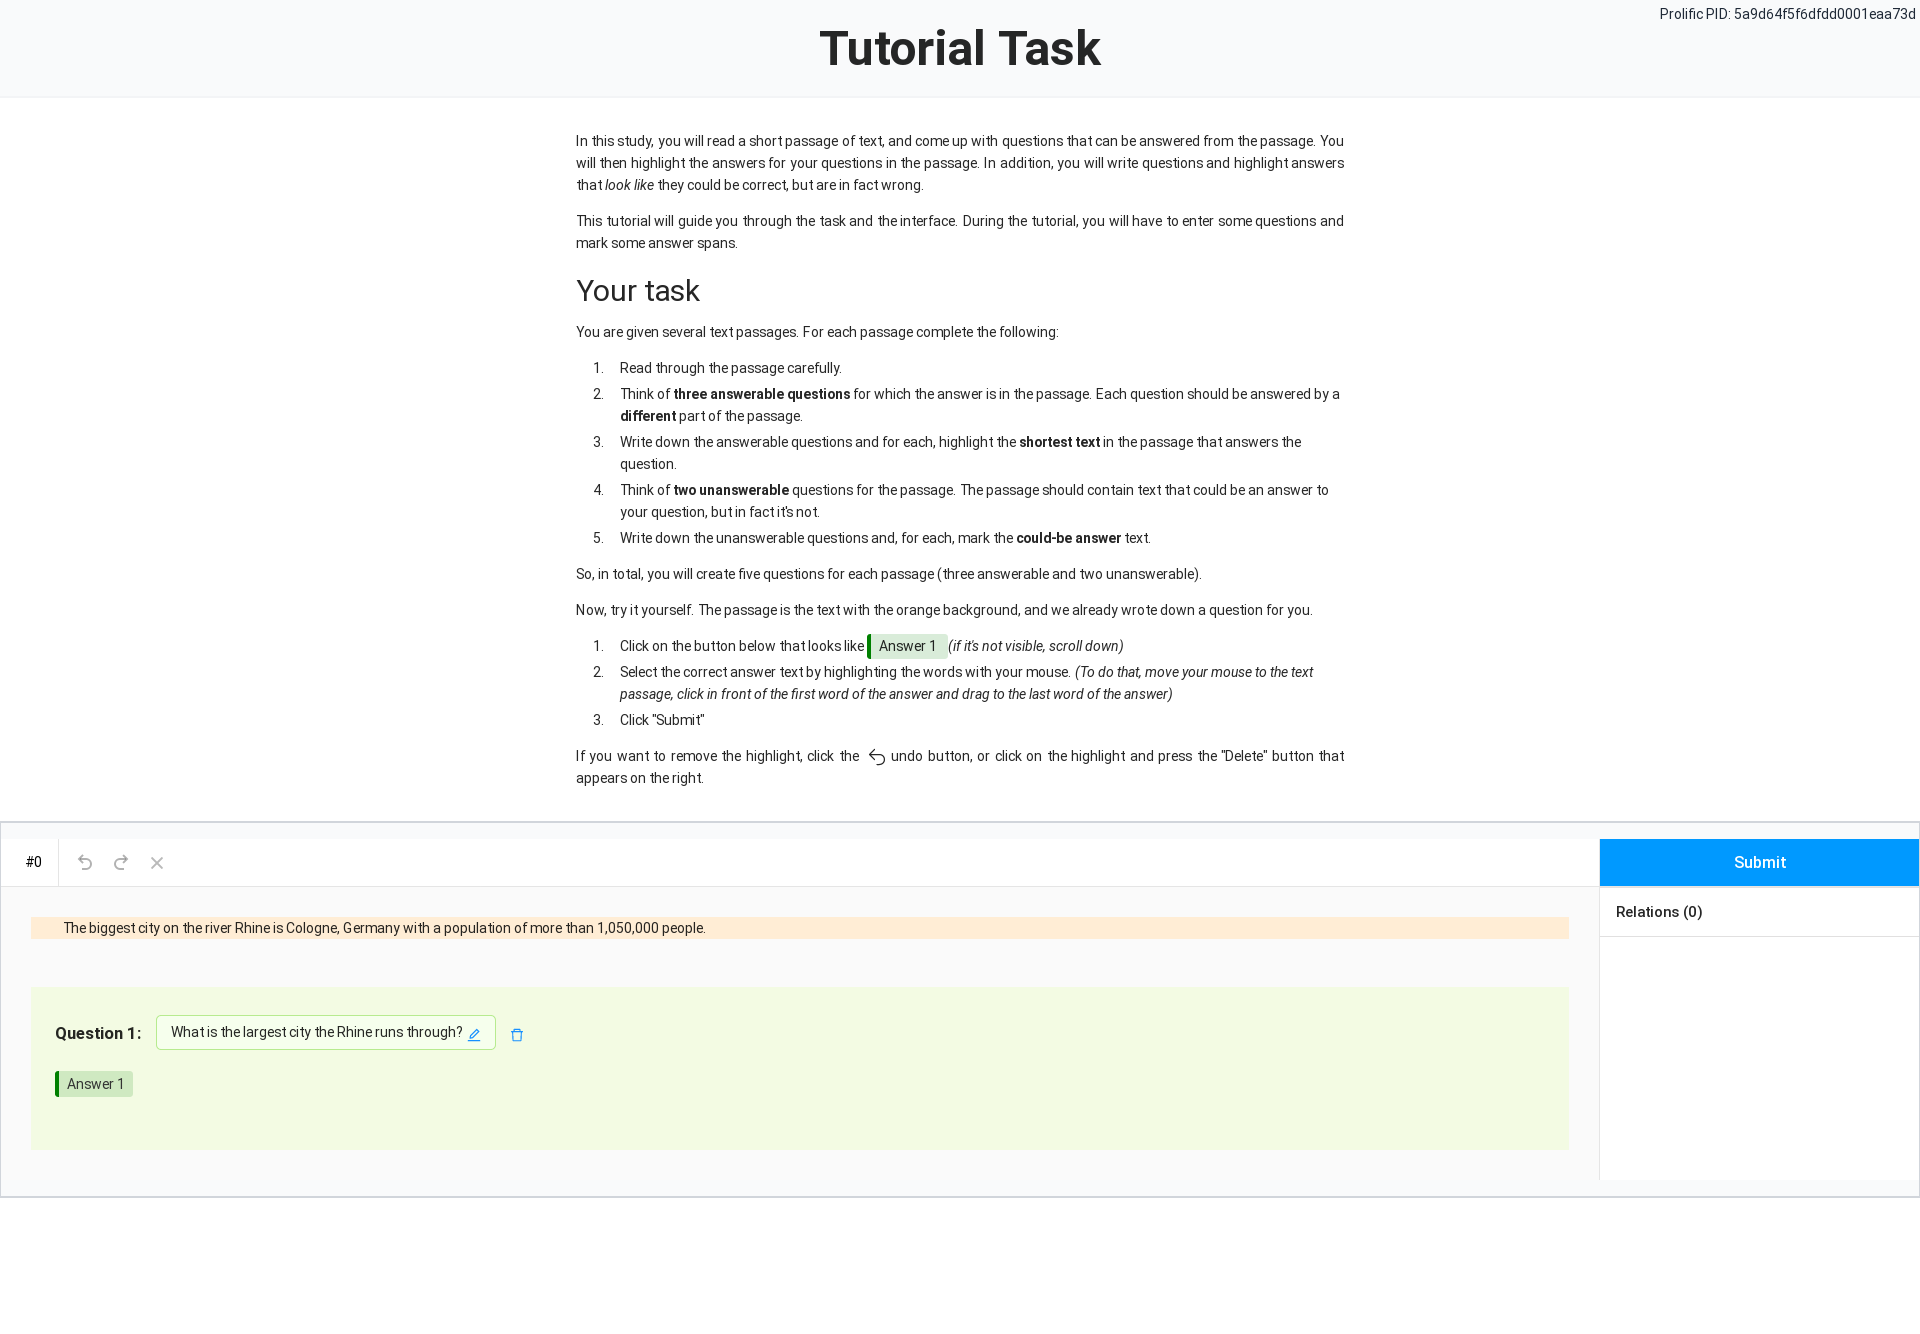 Prolific PID: 5a9d64f5f6dfdd0001eaa73d
Tutorial Task
In this study, you will read a short passage of text, and come up with questions that can be answered from the passage. You
will then highlight the answers for your questions in the passage. In addition, you will write questions and highlight answers
that look like they could be correct, but are in fact wrong.
This tutorial will guide you through the task and the interface. During the tutorial, you will have to enter some questions and
mark some answer spans.
Your task
You are given several text passages. For each passage complete the following:
1. Read through the passage carefully.
2. Think of three answerable questions for which the answer is in the passage. Each question should be answered by a
different part of the passage.
3. Write down the answerable questions and for each, highlight the shortest text in the passage that answers the
question.
4. Think of two unanswerable questions for the passage. The passage should contain text that could be an answer to
your question, but in fact it's not.
5. Write down the unanswerable questions and, for each, mark the could-be answer text.
So, in total, you will create five questions for each passage (three answerable and two unanswerable).
Now, try it yourself. The passage is the text with the orange background, and we already wrote down a question for you.
1. Click on the button below that looks like Answer 1 (if it's not visible, scroll down)
2. Select the correct answer text by highlighting the words with your mouse. (To do that, move your mouse to the text
passage, click in front of the first word of the answer and drag to the last word of the answer)
3. Click "Submit"
If you want to remove the highlight, click the undo button, or click on the highlight and press the "Delete" button that
appears on the right.
#0
Submit
Relations (0)
The biggest city on the river Rhine is Cologne, Germany with a population of more than 1,050,000 people.
Question 1: What is the largest city the Rhine runs through?
Answer 1